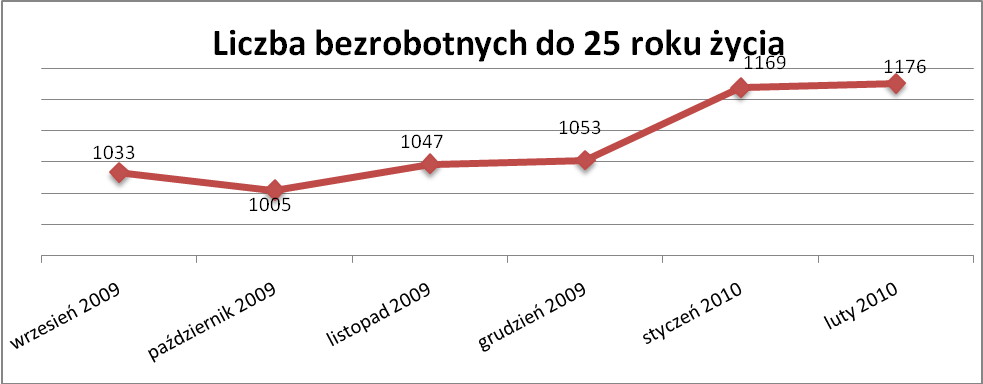 Liczba bezrobotnych do 25 roku życia
1033
1005
1047
1053
1169
1176
wrzesień 2009
październik 2009
listopad 2009
grudzień 2009
styczeń 2010
luty 2010